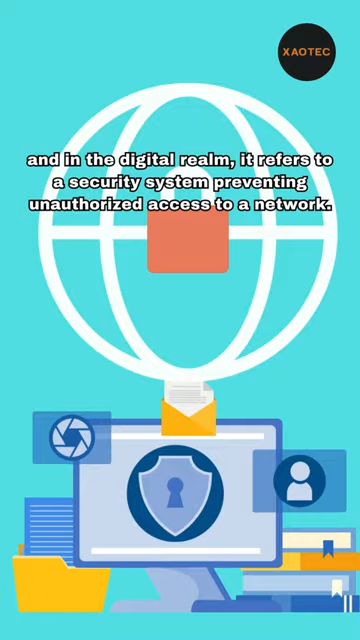 XAOTEC
and in the digital realm, it refers to
a security system preventing
unauthorized access to a network.